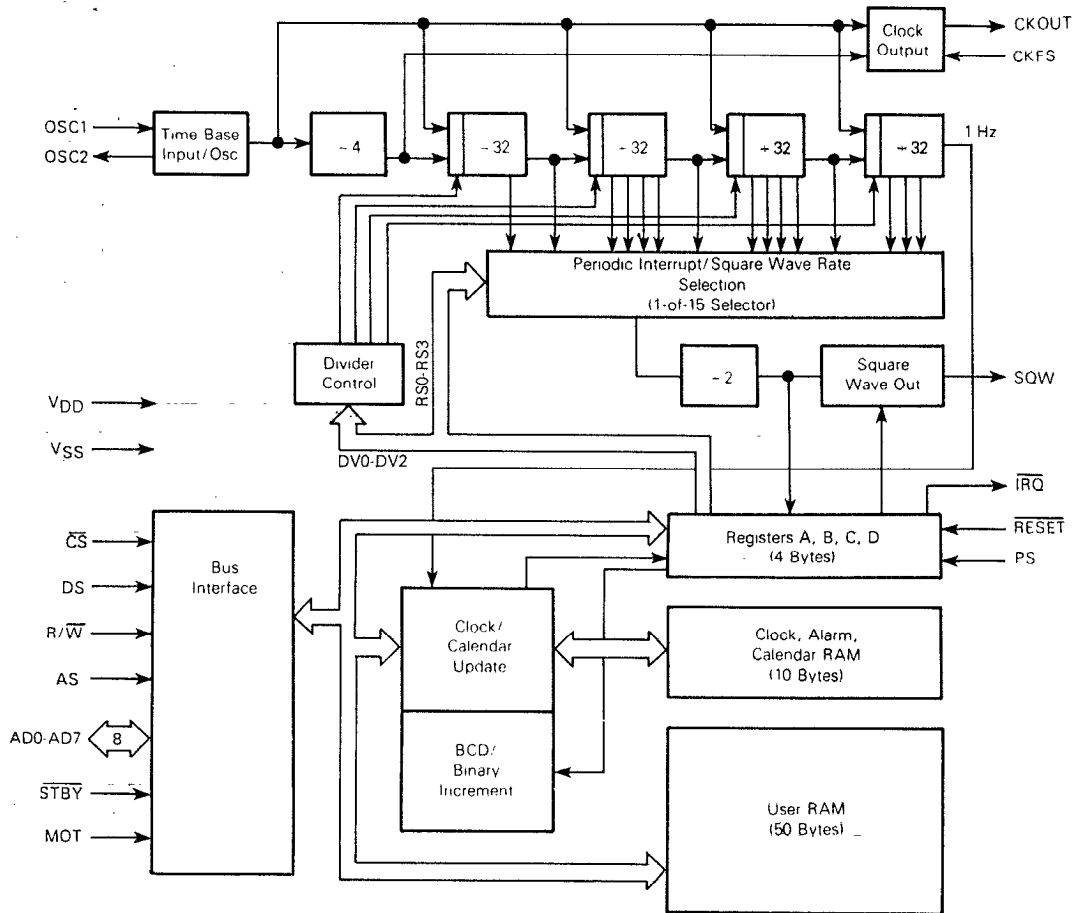 Clock
Output
CKOUT
CKFS
OSC1
OSC2
Time Base
Input/Osc
÷ 4
÷ 32
÷ 32
÷ 32
÷ 32
1 Hz
Periodic Interrupt/Square Wave Rate
Selection
(1-of-15 Selector)
Divider
Control
RS0-RS3
÷ 2
Square
Wave Out
SQW
VDD
VSS
DV0-DV2
IRQ
RESET
PS
Registers A, B, C, D
(4 Bytes)
CS
DS
R/W
AS
AD0-AD7
8
STBY
MOT
Bus
Interface
Clock/
Calendar
Update
BCD/
Binary
Increment
Clock, Alarm,
Calendar RAM
(10 Bytes)
User RAM
(50 Bytes)